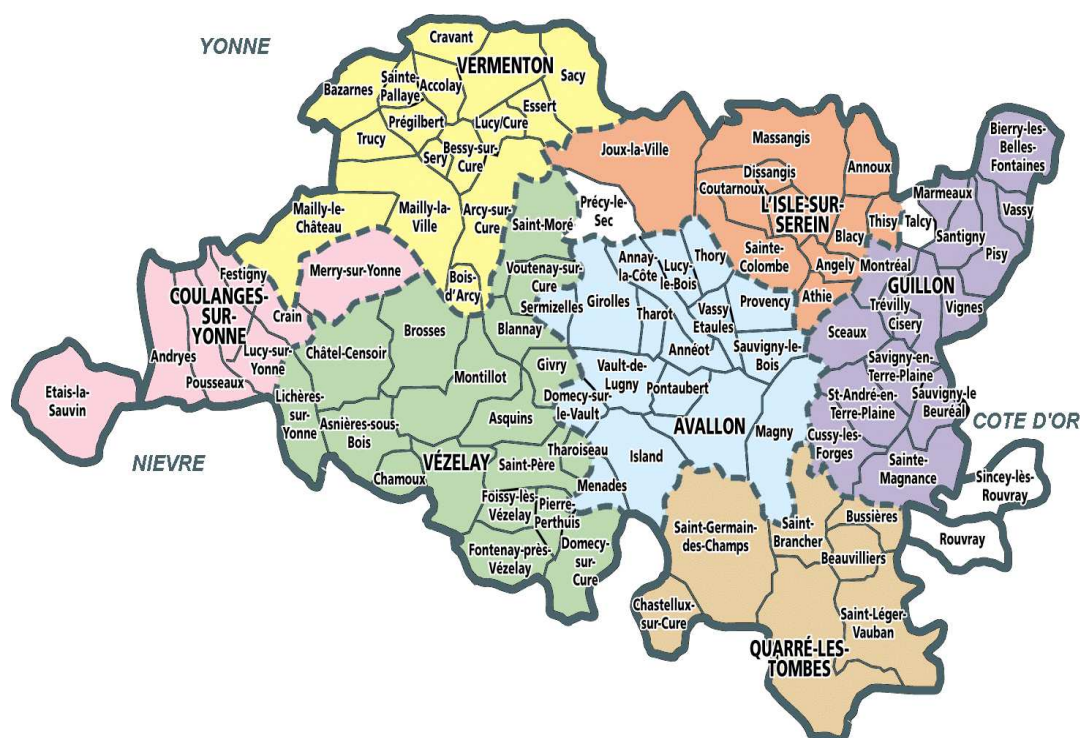 YONNE
Cravant
VERMENTON
Sacy
Bazarnes
Sainte-
Pallaye
Accolay
Essert
Prégilbert
Lucy/Cure
Trucy
Sery
Bessy-sur-
Cure
Mailly-le-
Château
Mailly-la-
Ville
Arcy-sur-
Cure
Bois-
d'Arcy
Joux-la-Ville
Massangis
Dissangis
Coutarnoux
Annoux
L'ISLE-SUR-
SEREIN
Thisy
Blacy
Sainte-
Colombe
Angely
Athie
Précy-le-
Sec
Talcy
Bierry-les-
Belles-
Fontaines
Marmeaux
Vassy
Santigny
Pisy
Montréal
GUILLON
Trévilly
Cisery
Vignes
Sceaux
Savigny-en-
Terre-Plaine
St-André-en-
Terre-Plaine
Sauvigny-le
Beuréal
Cussy-les-
Forges
Sainte-
Magnance
COTE D'OR
Sincey-lès-
Rouvray
Rouvray
Festigny
Merry-sur-Yonne
COULANGES-
SUR-
YONNE
Crain
Andryes
Lucy-sur-
Yonne
Pousseaux
Etais-la-
Sauvin
NIEVRE
Saint-Moré
Voutenay-sur-
Cure
Sermizelles
Blannay
Brosses
Châtel-Censoir
Givry
Montillot
Lichères-
sur-
Yonne
Asnières-sous-
Bois
Asquins
Domecy-sur-
le-Vault
Chamoux
VÉZELAY
Saint-Père
Tharoiseau
Menades
Foissy-lès-
Vézelay
Pierre-
Perthuis
Fontenay-près-
Vézelay
Domecy-
sur-
Cure
Annay-
la-Côte
Lucy-
le-Bois
Thory
Girolles
Tharot
Vassy
Etaules
Provency
Annéot
Sauvigny-le-
Bois
Vault-de-
Lugny
Pontaubert
AVALLON
Magny
Island
Saint-Germain-
des-Champs
Saint-
Brancher
Bussières
Beauvilliers
Chastellux-
sur-Cure
Saint-Léger-
Vauban
QUARRÉ-LES-
TOMBES